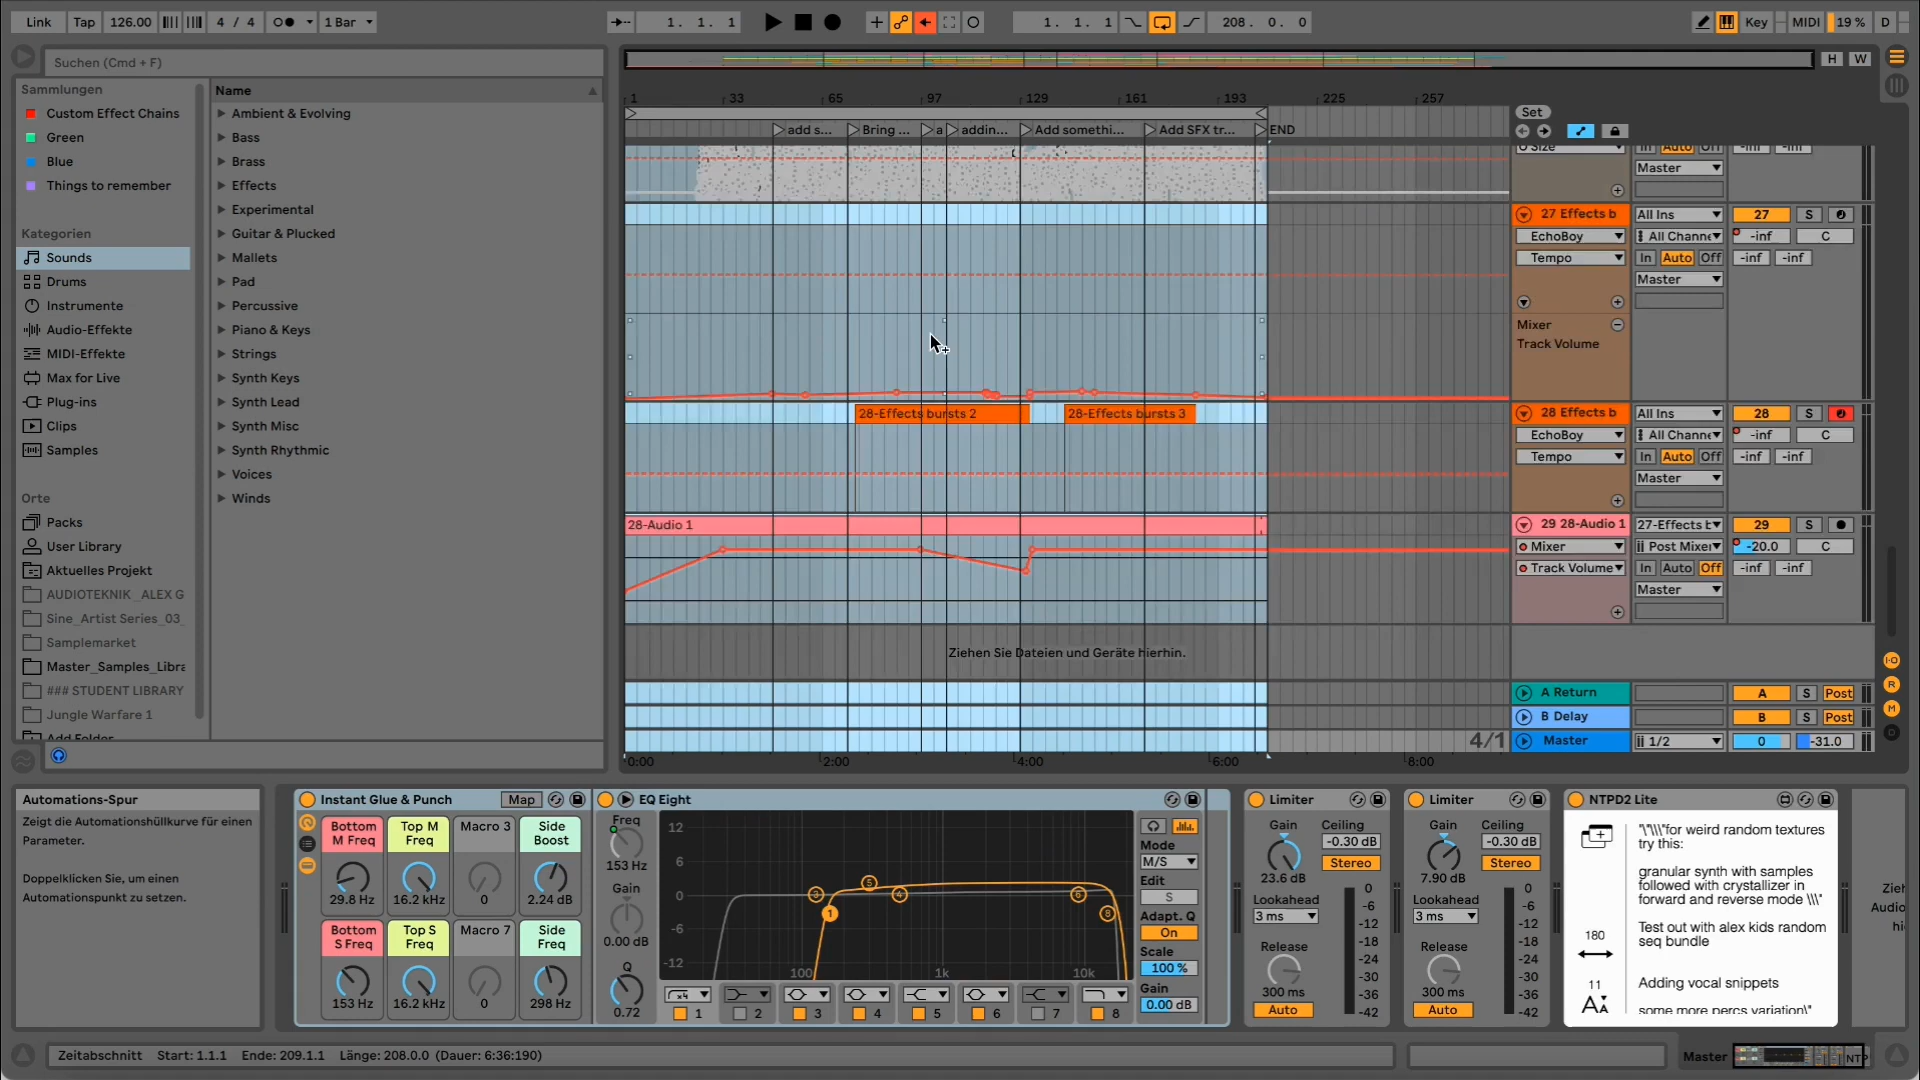 Link Tap 126.00 4 / 4 1 Bar
1. 1. 1
1. 1. 1 208. 0. 0
Key MIDI 19 % D
Suchen (Cmd + F)
H W
Sammlungen
Custom Effect Chains
Green
Blue
Things to remember
Kategorien
Sounds
Drums
Instrumente
Audio-Effekte
MIDI-Effekte
Max for Live
Plug-ins
Clips
Samples
Orte
Packs
User Library
Aktuelles Projekt
AUDIOTEKNIK_ALEX G
Sine_Artist Series_03_
Samplemarket
Master_Samples_Libra
### STUDENT LIBRARY
Jungle Warfare 1
Add Folder
Name
Ambient & Evolving
Bass
Brass
Effects
Experimental
Guitar & Plucked
Mallets
Pad
Percussive
Piano & Keys
Strings
Synth Keys
Synth Lead
Synth Misc
Synth Rhythmic
Voices
Winds
1 33 65 97 129 161 193 225 257
add s... Bring ... a addin... Add somethi... Add SFX tr... END
Set
Size In Auto Off -inf -inf
Master
27 Effects b All Ins 27 S
EchoBoy All Channe -inf C
Tempo In Auto Off -inf -inf
Master
Mixer
Track Volume
28-Effects bursts 2 28-Effects bursts 3
28 Effects b All Ins 28 S
EchoBoy All Channe -inf C
Tempo In Auto Off -inf -inf
Master
28-Audio 1
29 28-Audio 1 27-Effects b 29 S
Mixer Post Mixer -20.0 C
Track Volume In Auto Off -inf -inf
Master
Ziehen Sie Dateien und Geräte hierhin.
A Return A S Post
B Delay B S Post
4/1 Master 1/2 0 -31.0
0:00 2:00 4:00 6:00 8:00
I·O
R
M
D
Automations-Spur
Zeigt die Automationshüllkurve für einen
Parameter.
Doppelklicken Sie, um einen
Automationspunkt zu setzen.
Instant Glue & Punch Map
Bottom M Freq Top M Freq Macro 3 Side Boost
29.8 Hz 16.2 kHz 0 2.24 dB
Bottom S Freq Top S Freq Macro 7 Side Freq
153 Hz 16.2 kHz 0 298 Hz
EQ Eight
Freq
153 Hz
Gain
0.00 dB
Q
0.72
12
6
0
-6
-12
3 5 4 6 1 8
100 1k 10k
x4
1 2 3 4 5 6 7 8
Mode
M/S
Edit
S
Adapt. Q
On
Scale
100 %
Gain
0.00 dB
Limiter
Gain Ceiling
-0.30 dB
Stereo
23.6 dB
Lookahead
3 ms
Release
300 ms
Auto
0
-6
-12
-18
-24
-30
-36
-42
Limiter
Gain Ceiling
-0.30 dB
Stereo
7.90 dB
Lookahead
3 ms
Release
300 ms
Auto
0
-6
-12
-18
-24
-30
-36
-42
NTPD2 Lite
180
11
AA
"\"\\\"for weird random textures
try this:
granular synth with samples
followed with crystallizer in
forward and reverse mode \\\"
Test out with alex kids random
seq bundle
Adding vocal snippets
some more percs variation\"
Zieh
Audio
hi
Zeitabschnitt Start: 1.1.1 Ende: 209.1.1 Länge: 208.0.0 (Dauer: 6:36:190)
Master NTP